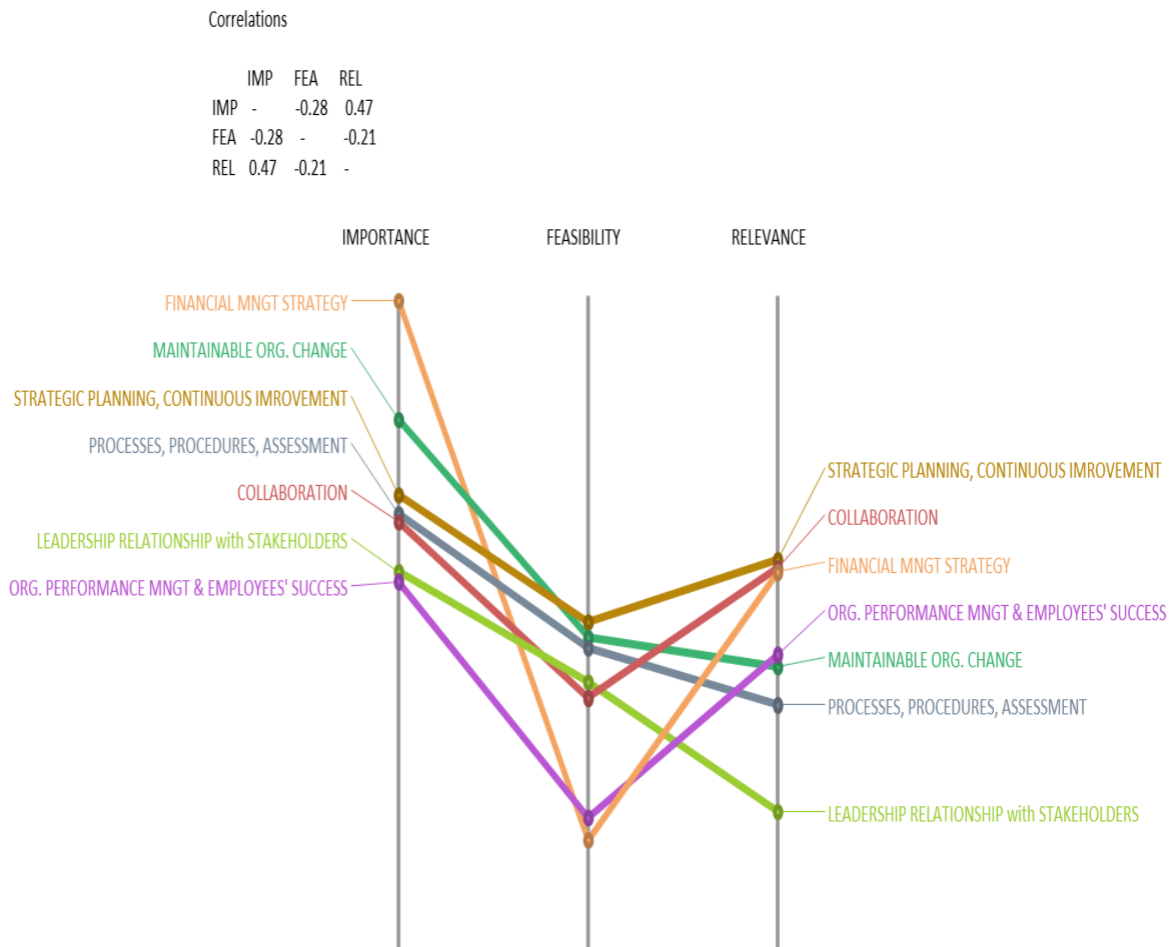 Correlations
IMP FEA REL
IMP - -0.28 0.47
FEA -0.28 - -0.21
REL 0.47 -0.21 -
IMPORTANCE FEASIBILITY RELEVANCE
FINANCIAL MNGT STRATEGY
MAINTAINABLE ORG. CHANGE
STRATEGIC PLANNING, CONTINUOUS IMROVEMENT
PROCESSES, PROCEDURES, ASSESSMENT
COLLABORATION
LEADERSHIP RELATIONSHIP with STAKEHOLDERS
ORG. PERFORMANCE MNGT & EMPLOYEES' SUCCESS
STRATEGIC PLANNING, CONTINUOUS IMROVEMENT
COLLABORATION
FINANCIAL MNGT STRATEGY
ORG. PERFORMANCE MNGT & EMPLOYEES' SUCCESS
MAINTAINABLE ORG. CHANGE
PROCESSES, PROCEDURES, ASSESSMENT
LEADERSHIP RELATIONSHIP with STAKEHOLDERS